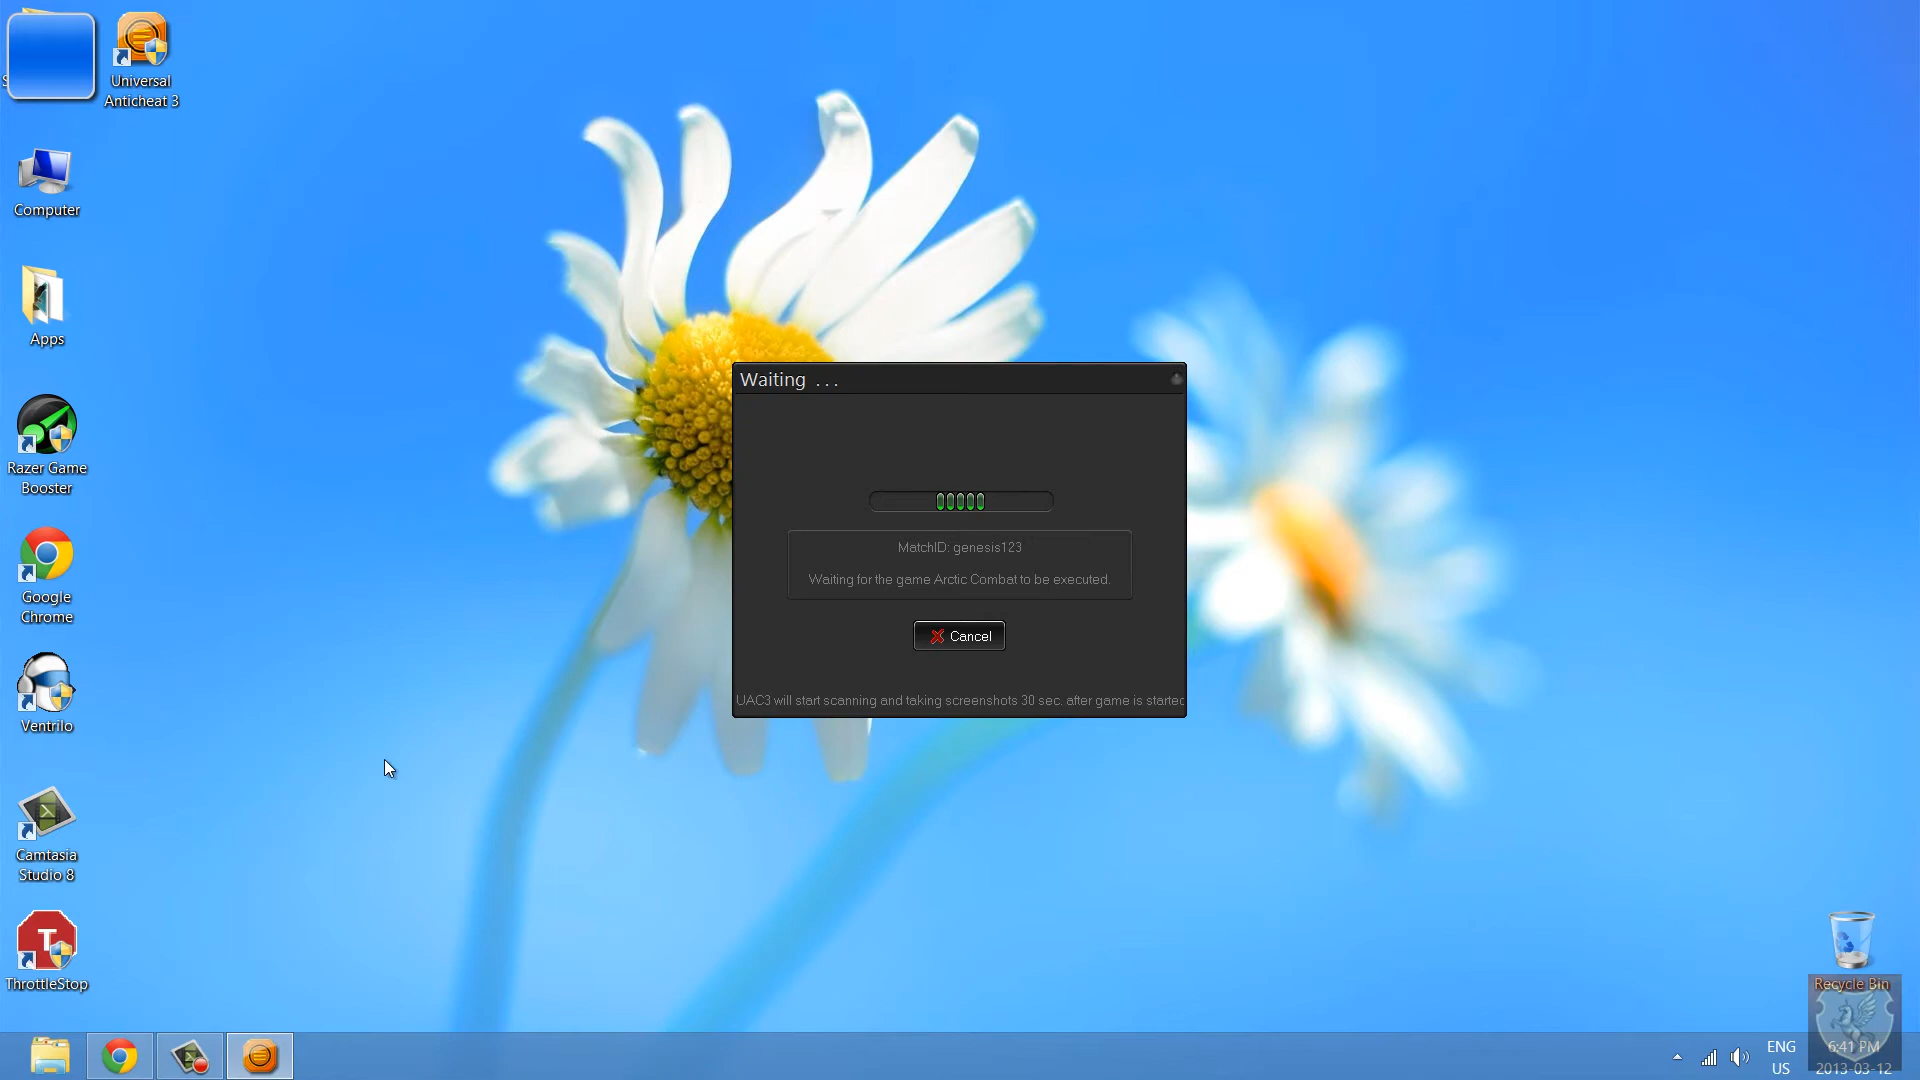 Universal
Anticheat 3
Computer
Apps
Razer Game
Booster
Google
Chrome
Ventrilo
Camtasia
Studio 8
T
ThrottleStop
Waiting ...
MatchID: genesis123
Waiting for the game Arctic Combat to be executed.
Cancel
UAC3 will start scanning and taking screenshots 30 sec. after game is started
Recycle Bin
ENG
US
6:41 PM
2013-03-12